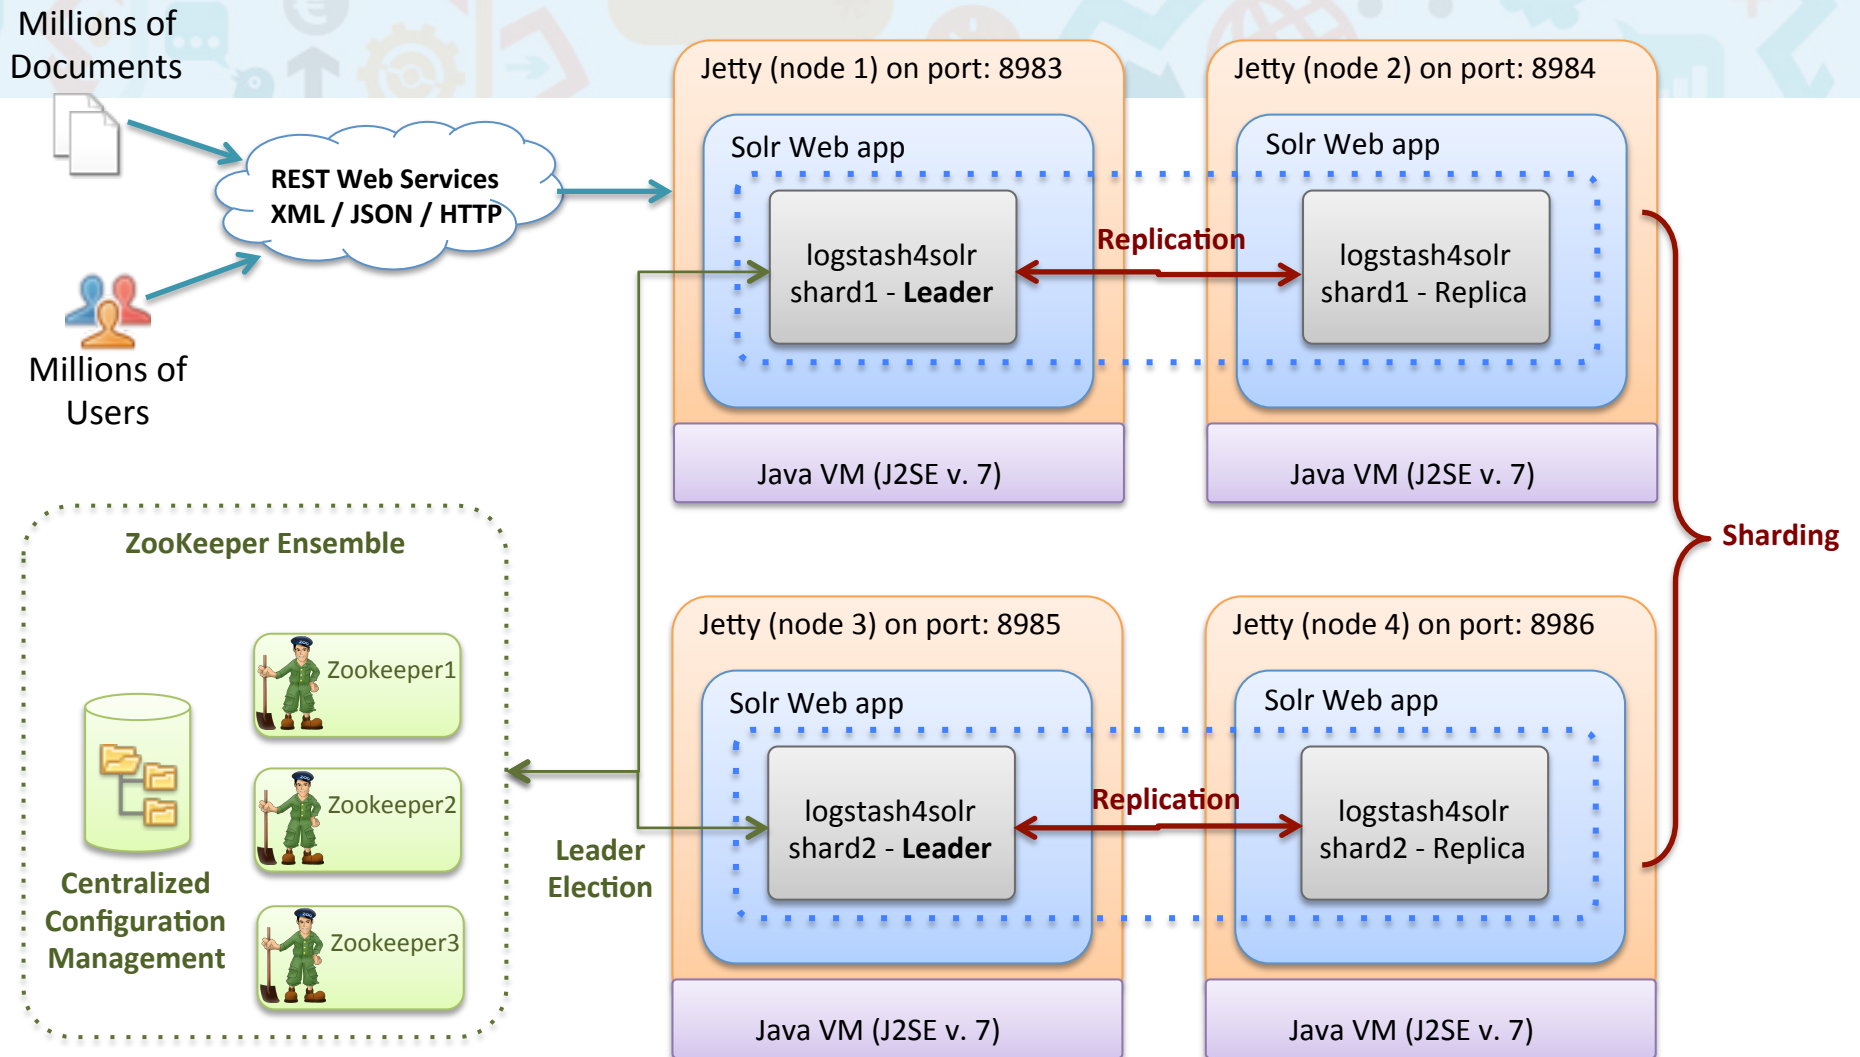 Millions of
Documents
REST Web Services
XML / JSON / HTTP
Millions of
Users
Jetty (node 1) on port: 8983
Solr Web app
logstash4solr
shard1 - Leader
Java VM (J2SE v. 7)
Replication
Jetty (node 2) on port: 8984
Solr Web app
logstash4solr
shard1 - Replica
Java VM (J2SE v. 7)
Sharding
ZooKeeper Ensemble
Zookeeper1
Zookeeper2
Zookeeper3
Centralized
Configuration
Management
Leader
Election
Jetty (node 3) on port: 8985
Solr Web app
logstash4solr
shard2 - Leader
Java VM (J2SE v. 7)
Replication
Jetty (node 4) on port: 8986
Solr Web app
logstash4solr
shard2 - Replica
Java VM (J2SE v. 7)